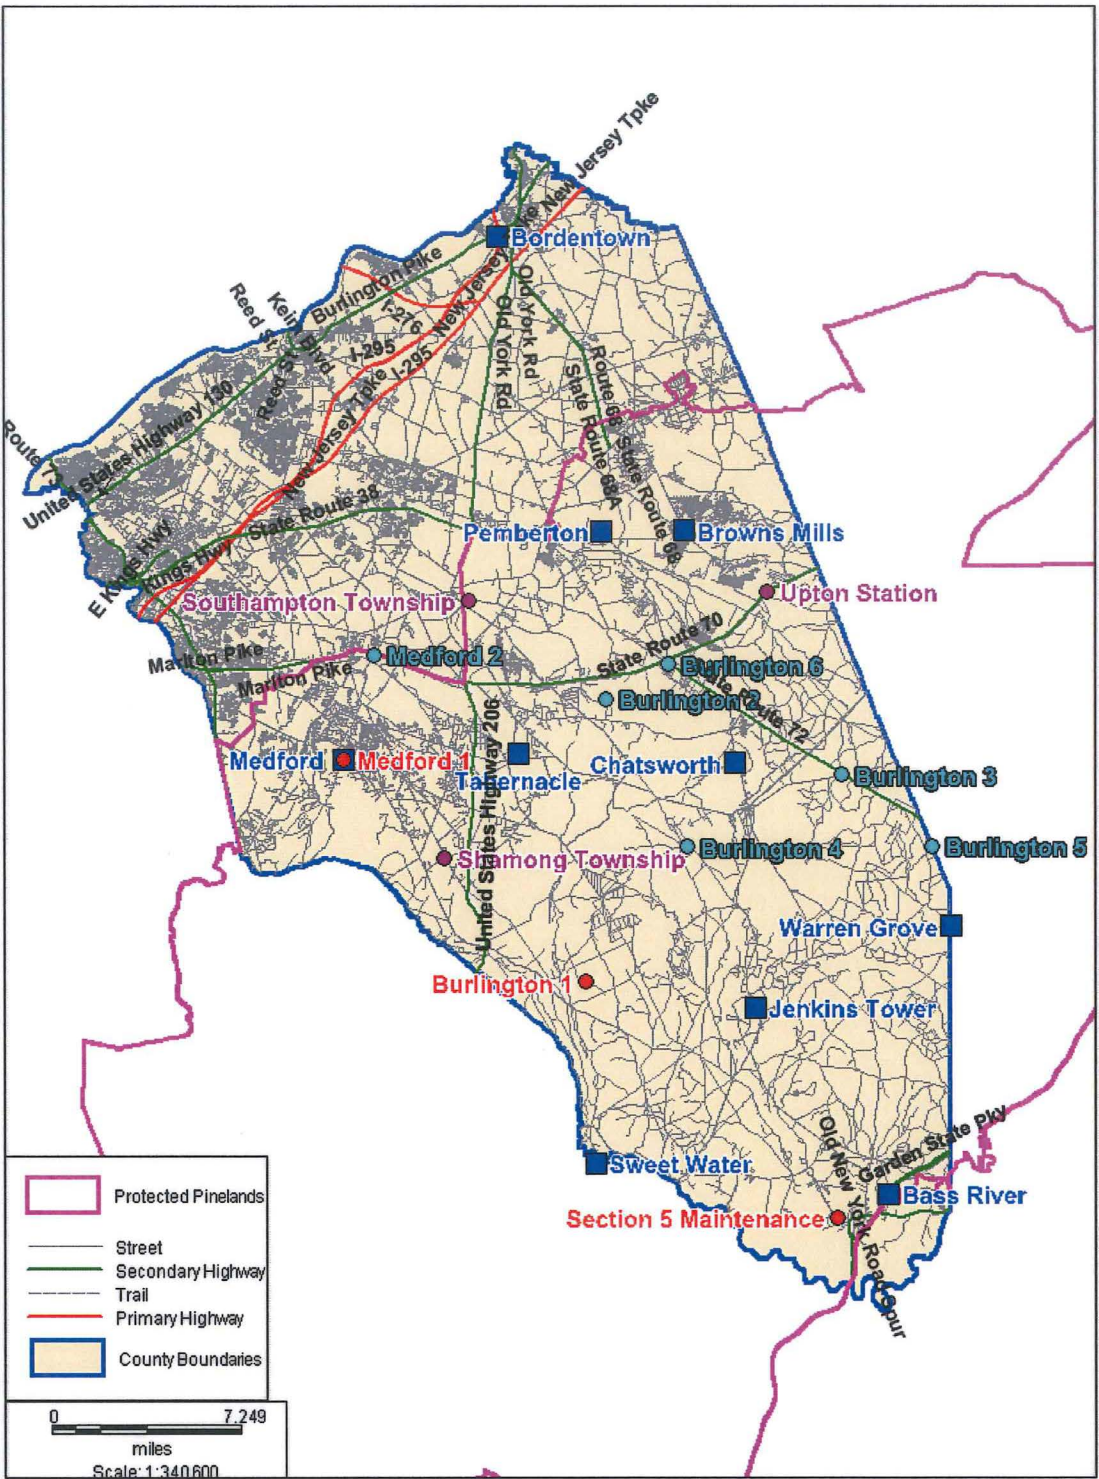 New Jersey Tpke
Bordentown
Burlington Pike
New Jersey
Old York Rd
Old York Rd
I-276
Keim Blvd
Reed St
Reed St
I-295
I-295
New Jersey Tpke
Route 68
State Route 68
State Route 68A
State Route 68
United States Highway 130
Route 73
New Jersey Tpke
State Route 38
Kings Hwy
E Kings Hwy
Pemberton
Browns Mills
Southampton Township
Upton Station
Marlton Pike
Marlton Pike
Medford 2
State Route 70
Burlington 6
Burlington 2
Route 72
Medford
Medford 1
Tabernacle
United States Highway 206
Chatsworth
Burlington 3
Shamong Township
Burlington 4
Burlington 5
Warren Grove
Burlington 1
Jenkins Tower
Sweet Water
Old New York Road Spur
Garden State Pky
Bass River
Section 5 Maintenance
Protected Pinelands
Street
Secondary Highway
Trail
Primary Highway
County Boundaries
0 7.249
miles
Scale: 1:340,600